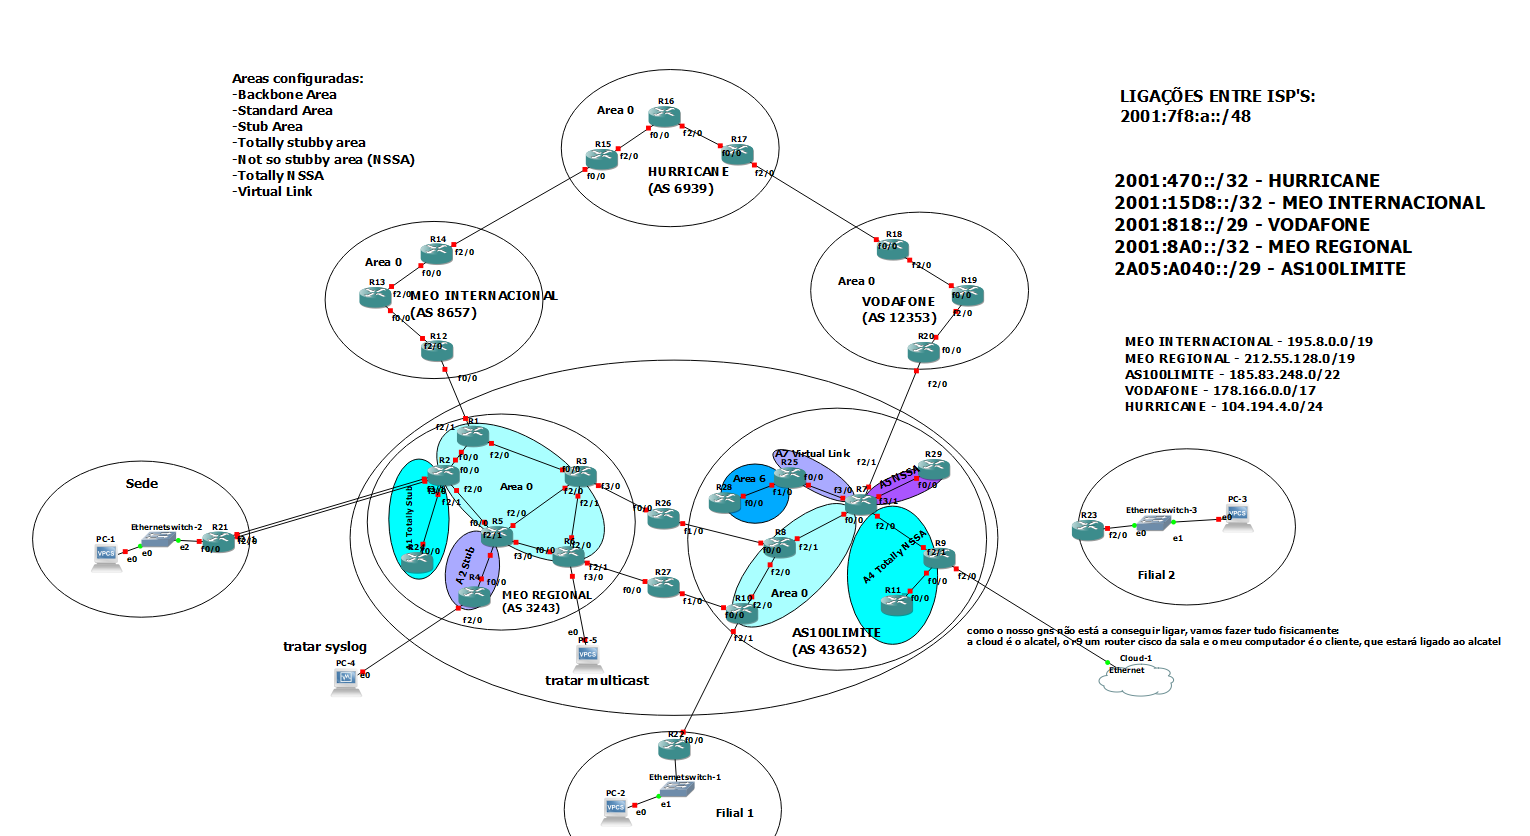 Areas configuradas:
-Backbone Area
-Standard Area
-Stub Area
-Totally stubby area
-Not so stubby area (NSSA)
-Totally NSSA
-Virtual Link
LIGAÇÕES ENTRE ISP'S:
2001:7f8:a::/48
2001:470::/32 - HURRICANE
2001:15D8::/32 - MEO INTERNACIONAL
2001:818::/29 - VODAFONE
2001:8A0::/32 - MEO REGIONAL
2A05:A040::/29 - AS100LIMITE
MEO INTERNACIONAL - 195.8.0.0/19
MEO REGIONAL - 212.55.128.0/19
AS100LIMITE - 185.83.248.0/22
VODAFONE - 178.166.0.0/17
HURRICANE - 104.194.4.0/24
Area 0
R16
f0/0
f2/0
R15
f2/0
f0/0
R17
f0/0
f2/0
HURRICANE
(AS 6939)
R14
f2/0
f0/0
Area 0
R13
f2/0
f0/0
MEO INTERNACIONAL
(AS 8657)
R12
f2/0
f0/0
R18
f0/0
f2/0
Area 0
R19
f0/0
f2/0
VODAFONE
(AS 12353)
R20
f0/0
f2/0
f2/1
R1
f0/0
f2/0
R2
f0/0
f2/0
f2/1
R3
f0/0
f2/0
f3/0
f2/1
Area 0
A1 Totally Stub
f0/0
R5
f0/0
f2/1
f2/0
f3/0
f0/0
f2/0
f2/1
f3/0
A2 Stub
R4
f0/0
f2/0
MEO REGIONAL
(AS 3243)
R26
f0/0
f1/0
R27
f0/0
f1/0
A7 Virtual Link
R25
f0/0
f1/0
Area 6
R28
f0/0
f2/1
R7
f3/0
f3/1
f0/0
f2/0
A5NSSA
R29
f0/0
R8
f0/0
f2/1
f2/0
R9
f2/1
f0/0
f2/0
A4 Totally NSSA
R11
f0/0
R10
f0/0
f2/0
f2/1
Area 0
AS100LIMITE
(AS 43652)
Sede
Ethernetswitch-2
PC-1
e0
e0
e2
R21
f0/0
tratar syslog
PC-4
e0
e0
PC-5
tratar multicast
R22
f0/0
Ethernetswitch-1
PC-2
e0
e1
Filial 1
R23
f2/0
Ethernetswitch-3
e0
e1
PC-3
e0
Filial 2
como o nosso gns não está a conseguir ligar, vamos fazer tudo fisicamente:
a cloud é o alcatel, o r9 um router cisco da sala e o meu computador é o cliente, que estará ligado ao alcatel
Cloud-1
Ethernet